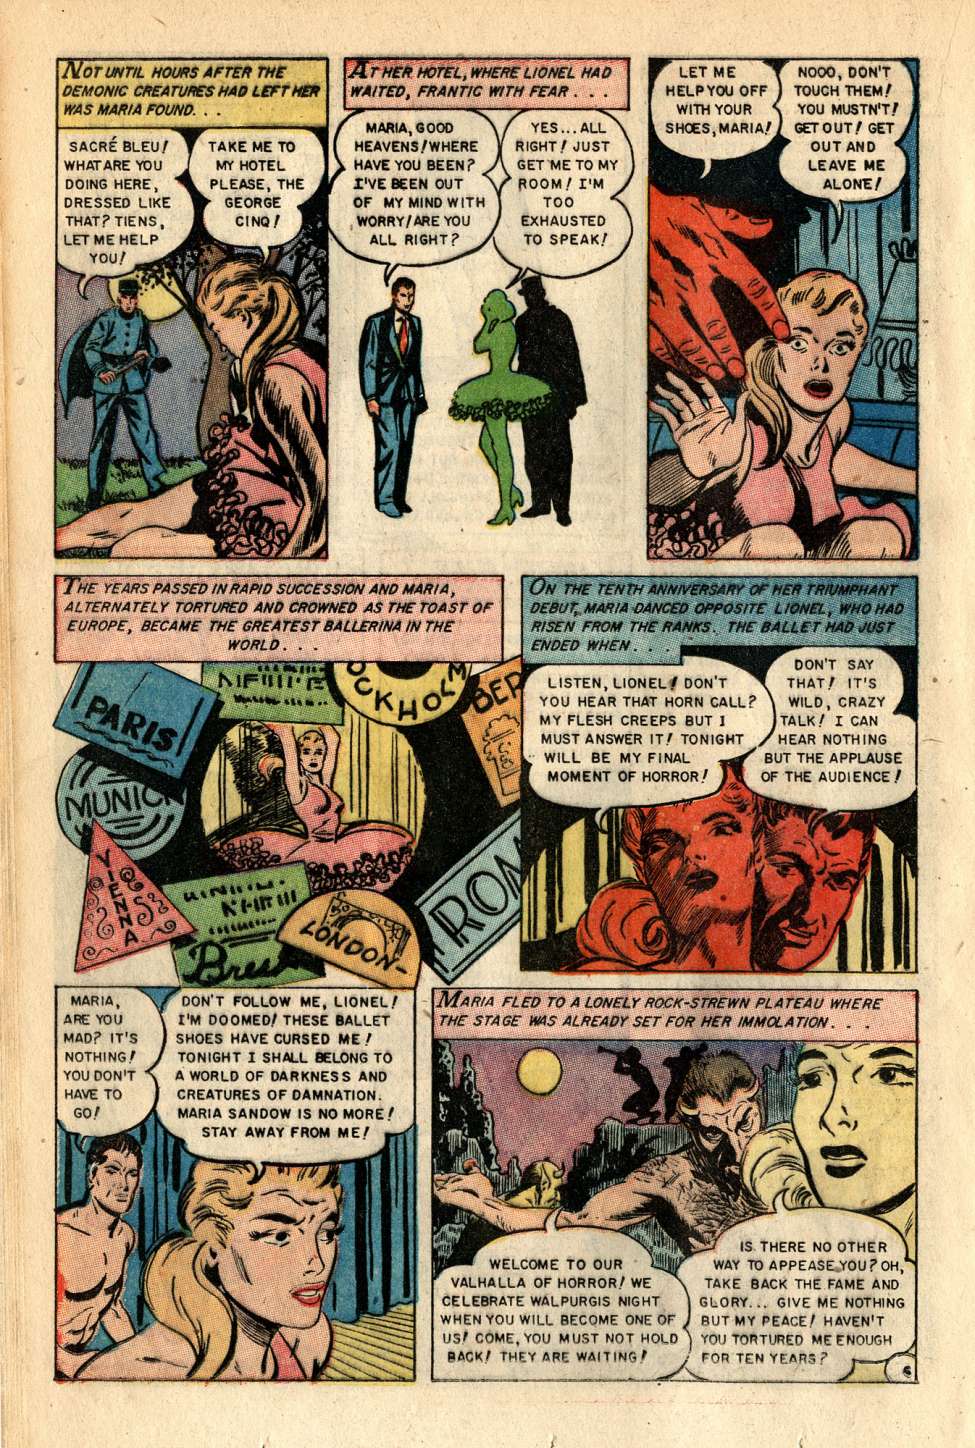 NOT UNTIL HOURS AFTER THE
DEMONIC CREATURES HAD LEFT HER
WAS MARIA FOUND. . .
SACRÉ BLEU!
WHAT ARE YOU
DOING HERE,
DRESSED LIKE
THAT? TIENS,
LET ME HELP
YOU!
TAKE ME TO
MY HOTEL
PLEASE, THE
GEORGE
CINQ!
AT HER HOTEL, WHERE LIONEL HAD
WAITED, FRANTIC WITH FEAR . . .
MARIA, GOOD
HEAVENS! WHERE
HAVE YOU BEEN?
I'VE BEEN OUT
OF MY MIND WITH
WORRY! ARE YOU
ALL RIGHT?
YES... ALL
RIGHT! JUST
GET ME TO MY
ROOM! I'M
TOO
EXHAUSTED
TO SPEAK!
LET ME
HELP YOU OFF
WITH YOUR
SHOES, MARIA!
NOOO, DON'T
TOUCH THEM!
YOU MUSTN'T!
GET OUT! GET
OUT AND
LEAVE ME
ALONE!
THE YEARS PASSED IN RAPID SUCCESSION AND MARIA,
ALTERNATELY TORTURED AND CROWNED AS THE TOAST OF
EUROPE, BECAME THE GREATEST BALLERINA IN THE
WORLD . . .
PARIS
OCKHOLM
BER
MUNICH
VIENNA
LONDON-
ROM
ON THE TENTH ANNIVERSARY OF HER TRIUMPHANT
DEBUT, MARIA DANCED OPPOSITE LIONEL, WHO HAD
RISEN FROM THE RANKS. THE BALLET HAD JUST
ENDED WHEN. . .
LISTEN, LIONEL! DON'T
YOU HEAR THAT HORN CALL?
MY FLESH CREEPS BUT I
MUST ANSWER IT! TONIGHT
WILL BE MY FINAL
MOMENT OF HORROR!
DON'T SAY
THAT! IT'S
WILD, CRAZY
TALK! I CAN
HEAR NOTHING
BUT THE APPLAUSE
OF THE AUDIENCE!
MARIA,
ARE YOU
MAD? IT'S
NOTHING!
YOU DON'T
HAVE TO
GO!
DON'T FOLLOW ME, LIONEL!
I'M DOOMED! THESE BALLET
SHOES HAVE CURSED ME!
TONIGHT I SHALL BELONG TO
A WORLD OF DARKNESS AND
CREATURES OF DAMNATION.
MARIA SANDOW IS NO MORE!
STAY AWAY FROM ME!
MARIA FLED TO A LONELY ROCK-STREWN PLATEAU WHERE
THE STAGE WAS ALREADY SET FOR HER IMMOLATION. . . .
WELCOME TO OUR
VALHALLA OF HORROR! WE
CELEBRATE WALPURGIS NIGHT
WHEN YOU WILL BECOME ONE OF
US! COME, YOU MUST NOT HOLD
BACK! THEY ARE WAITING!
IS THERE NO OTHER
WAY TO APPEASE YOU? OH,
TAKE BACK THE FAME AND
GLORY... GIVE ME NOTHING
BUT MY PEACE! HAVEN'T
YOU TORTURED ME ENOUGH
FOR TEN YEARS?
6